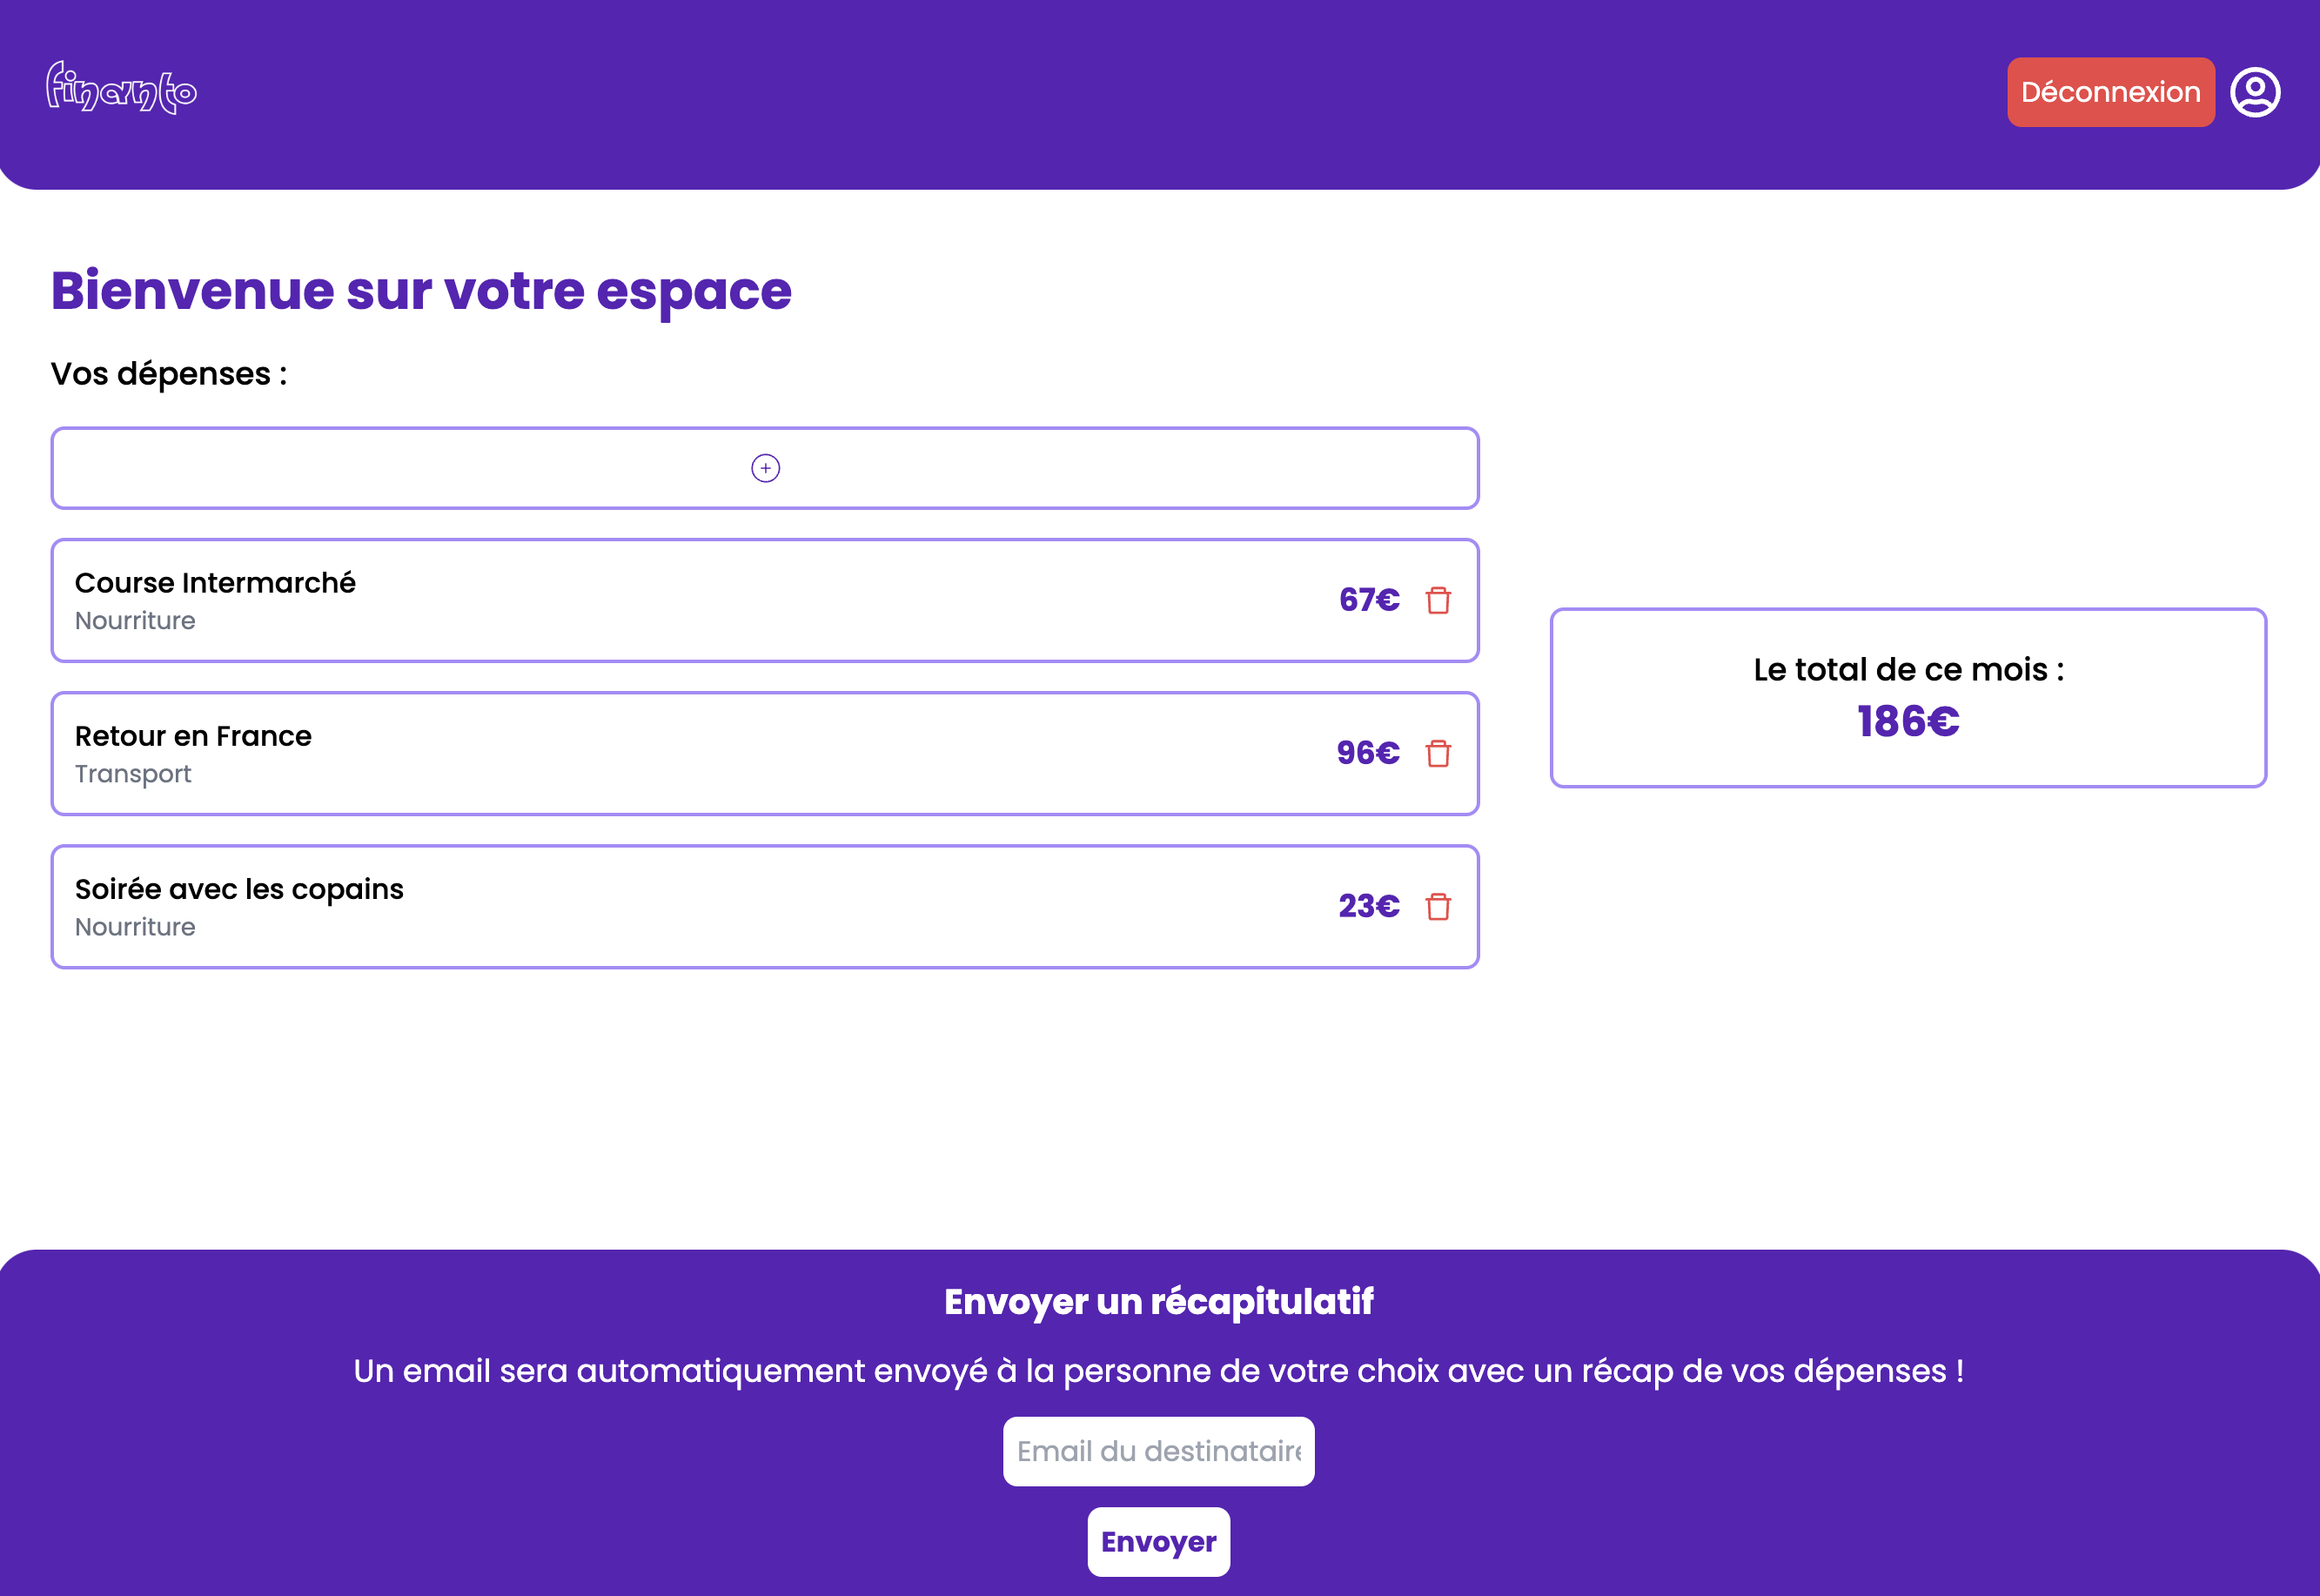 finanto
Déconnexion
Bienvenue sur votre espace
Vos dépenses :
Course Intermarché
Nourriture
67€
Retour en France
Transport
96€
Soirée avec les copains
Nourriture
23€
Le total de ce mois :
186€
Envoyer un récapitulatif
Un email sera automatiquement envoyé à la personne de votre choix avec un récap de vos dépenses !
Email du destinataire
Envoyer